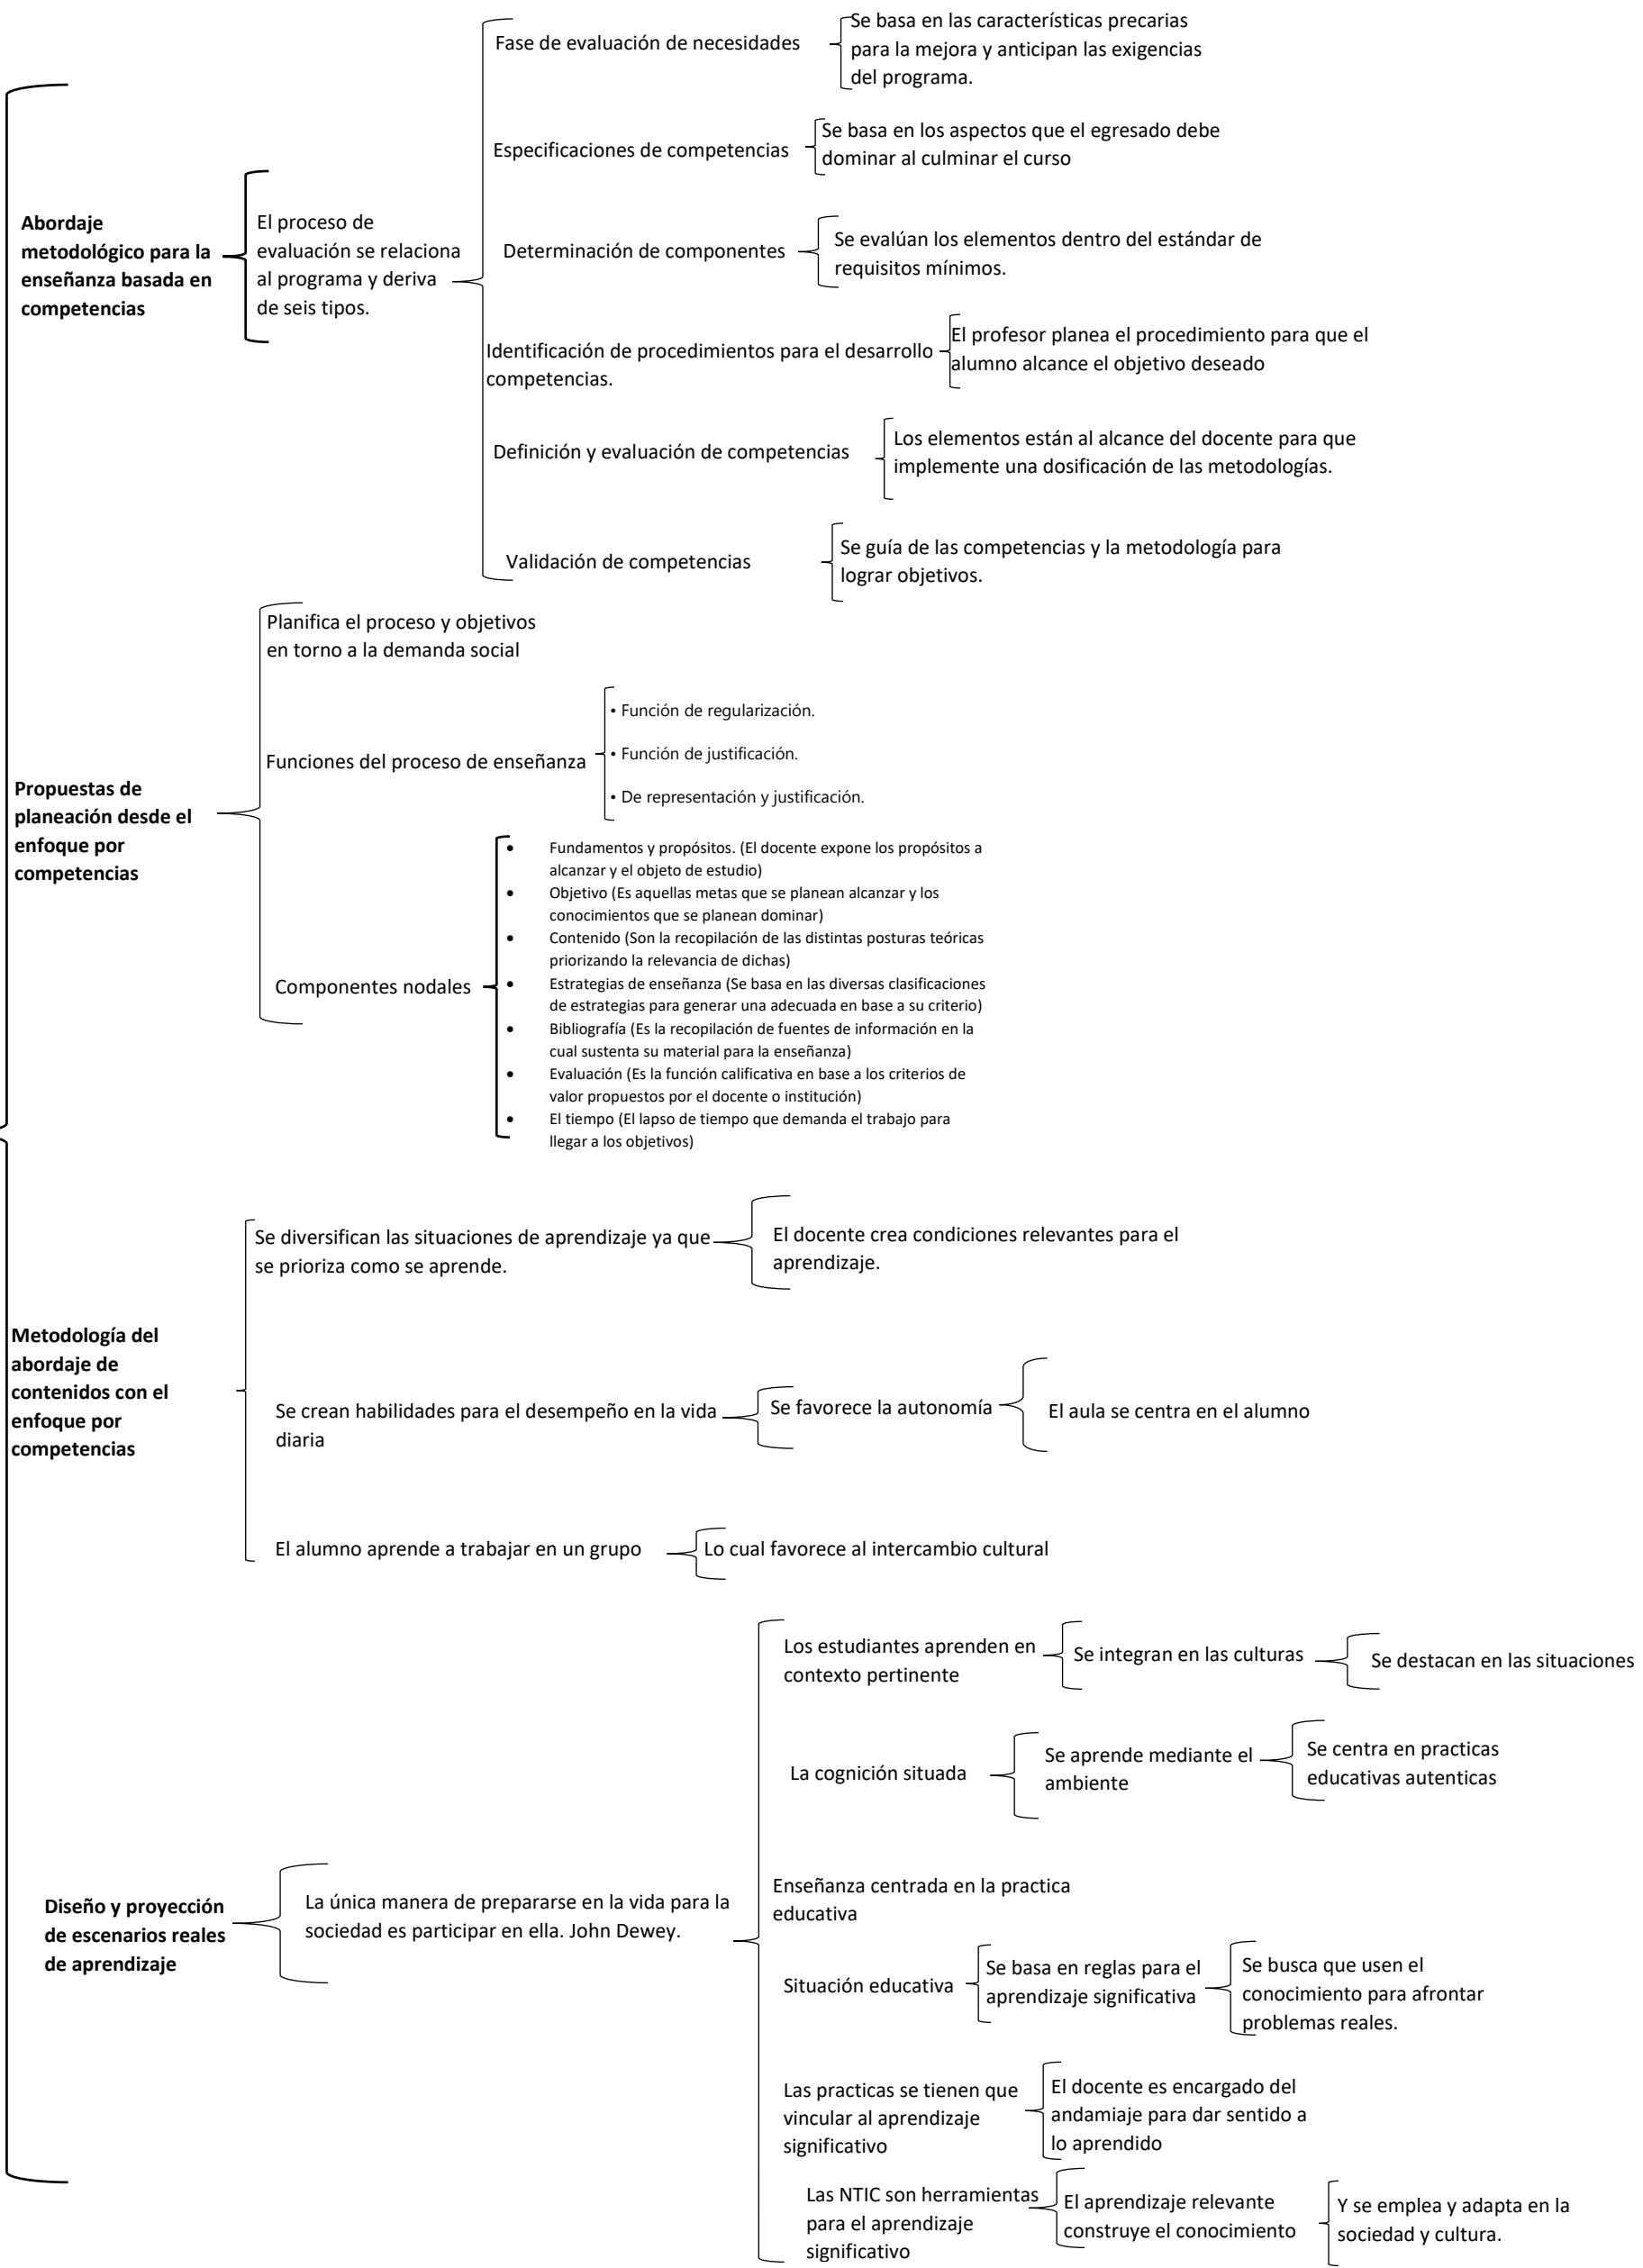 Abordaje
metodológico para la
enseñanza basada en
competencias
El proceso de
evaluación se relaciona
al programa y deriva
de seis tipos.
Fase de evaluación de necesidades
Se basa en las características precarias
para la mejora y anticipan las exigencias
del programa.
Especificaciones de competencias
Se basa en los aspectos que el egresado debe
dominar al culminar el curso
Determinación de componentes
Se evalúan los elementos dentro del estándar de
requisitos mínimos.
Identificación de procedimientos para el desarrollo
competencias.
El profesor planea el procedimiento para que el
alumno alcance el objetivo deseado
Definición y evaluación de competencias
Los elementos están al alcance del docente para que
implemente una dosificación de las metodologías.
Validación de competencias
Se guía de las competencias y la metodología para
lograr objetivos.
Propuestas de
planeación desde el
enfoque por
competencias
Planifica el proceso y objetivos
en torno a la demanda social
Funciones del proceso de enseñanza
• Función de regularización.
• Función de justificación.
• De representación y justificación.
Componentes nodales
• Fundamentos y propósitos. (El docente expone los propósitos a
alcanzar y el objeto de estudio)
• Objetivo (Es aquellas metas que se planean alcanzar y los
conocimientos que se planean dominar)
• Contenido (Son la recopilación de las distintas posturas teóricas
priorizando la relevancia de dichas)
• Estrategias de enseñanza (Se basa en las diversas clasificaciones
de estrategias para generar una adecuada en base a su criterio)
• Bibliografía (Es la recopilación de fuentes de información en la
cual sustenta su material para la enseñanza)
• Evaluación (Es la función calificativa en base a los criterios de
valor propuestos por el docente o institución)
• El tiempo (El lapso de tiempo que demanda el trabajo para
llegar a los objetivos)
Metodología del
abordaje de
contenidos con el
enfoque por
competencias
Se diversifican las situaciones de aprendizaje ya que
se prioriza como se aprende.
El docente crea condiciones relevantes para el
aprendizaje.
Se crean habilidades para el desempeño en la vida
diaria
Se favorece la autonomía
El aula se centra en el alumno
El alumno aprende a trabajar en un grupo
Lo cual favorece al intercambio cultural
Diseño y proyección
de escenarios reales
de aprendizaje
La única manera de prepararse en la vida para la
sociedad es participar en ella. John Dewey.
Los estudiantes aprenden en
contexto pertinente
Se integran en las culturas
Se destacan en las situaciones
La cognición situada
Se aprende mediante el
ambiente
Se centra en practicas
educativas autenticas
Enseñanza centrada en la practica
educativa
Situación educativa
Se basa en reglas para el
aprendizaje significativa
Se busca que usen el
conocimiento para afrontar
problemas reales.
Las practicas se tienen que
vincular al aprendizaje
significativo
El docente es encargado del
andamiaje para dar sentido a
lo aprendido
Las NTIC son herramientas
para el aprendizaje
significativo
El aprendizaje relevante
construye el conocimiento
Y se emplea y adapta en la
sociedad y cultura.